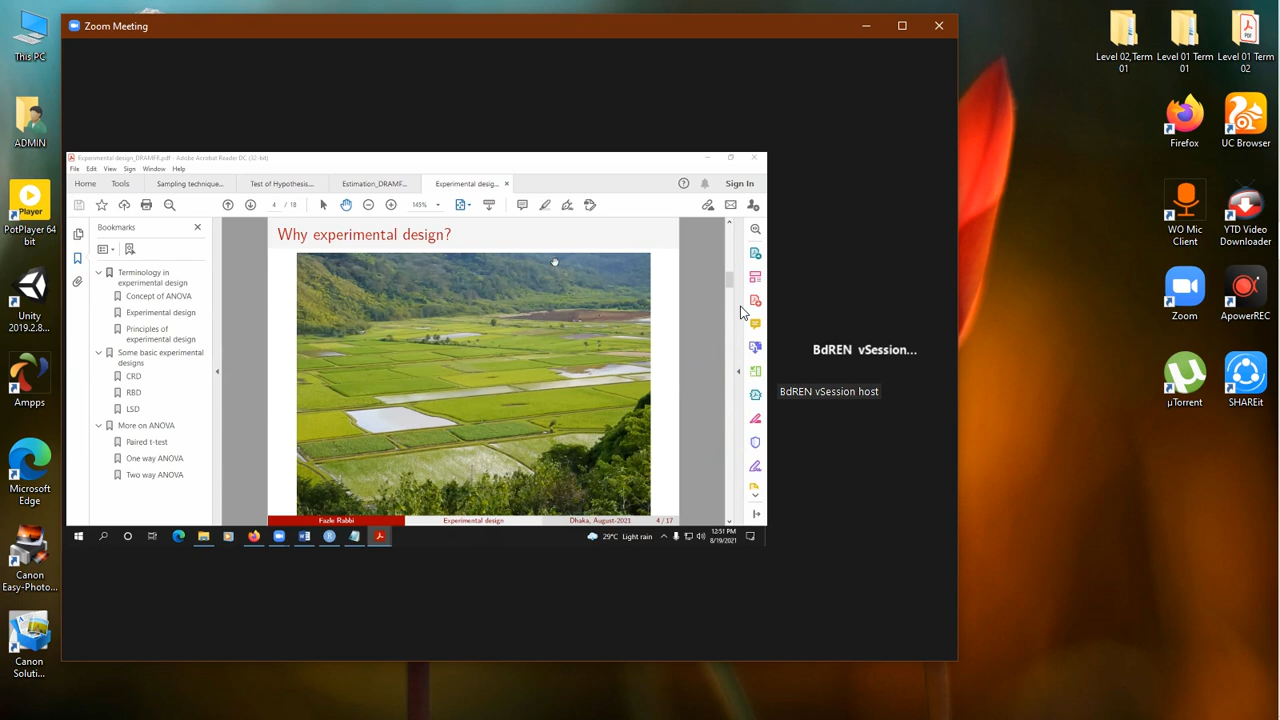 This PC
ADMIN
PotPlayer 64
bit
Unity
2019.2.8...
Ampps
Microsoft
Edge
Canon
Easy-Photo...
Canon
Soluti...
Zoom Meeting
Experimental design_DRAMFR.pdf - Adobe Acrobat Reader DC (32-bit)
File Edit View Sign Window Help
Home Tools Sampling technique... Test of Hypothesis... Estimation_DRAMF... Experimental desig... × Sign In
4 / 18 145%
Bookmarks
Terminology in
experimental design
Concept of ANOVA
Experimental design
Principles of
experimental design
Some basic experimental
designs
CRD
RBD
LSD
More on ANOVA
Paired t-test
One way ANOVA
Two way ANOVA
Why experimental design?
Fazle Rabbi Experimental design Dhaka, August-2021 4 / 17
29°C Light rain
12:51 PM
8/19/2021
BdREN vSession...
BdREN vSession host
Level 02,Term
01
Level 01 Term
01
Level 01 Term
02
Firefox
UC Browser
WO Mic
Client
YTD Video
Downloader
Zoom
ApowerREC
µTorrent
SHAREit